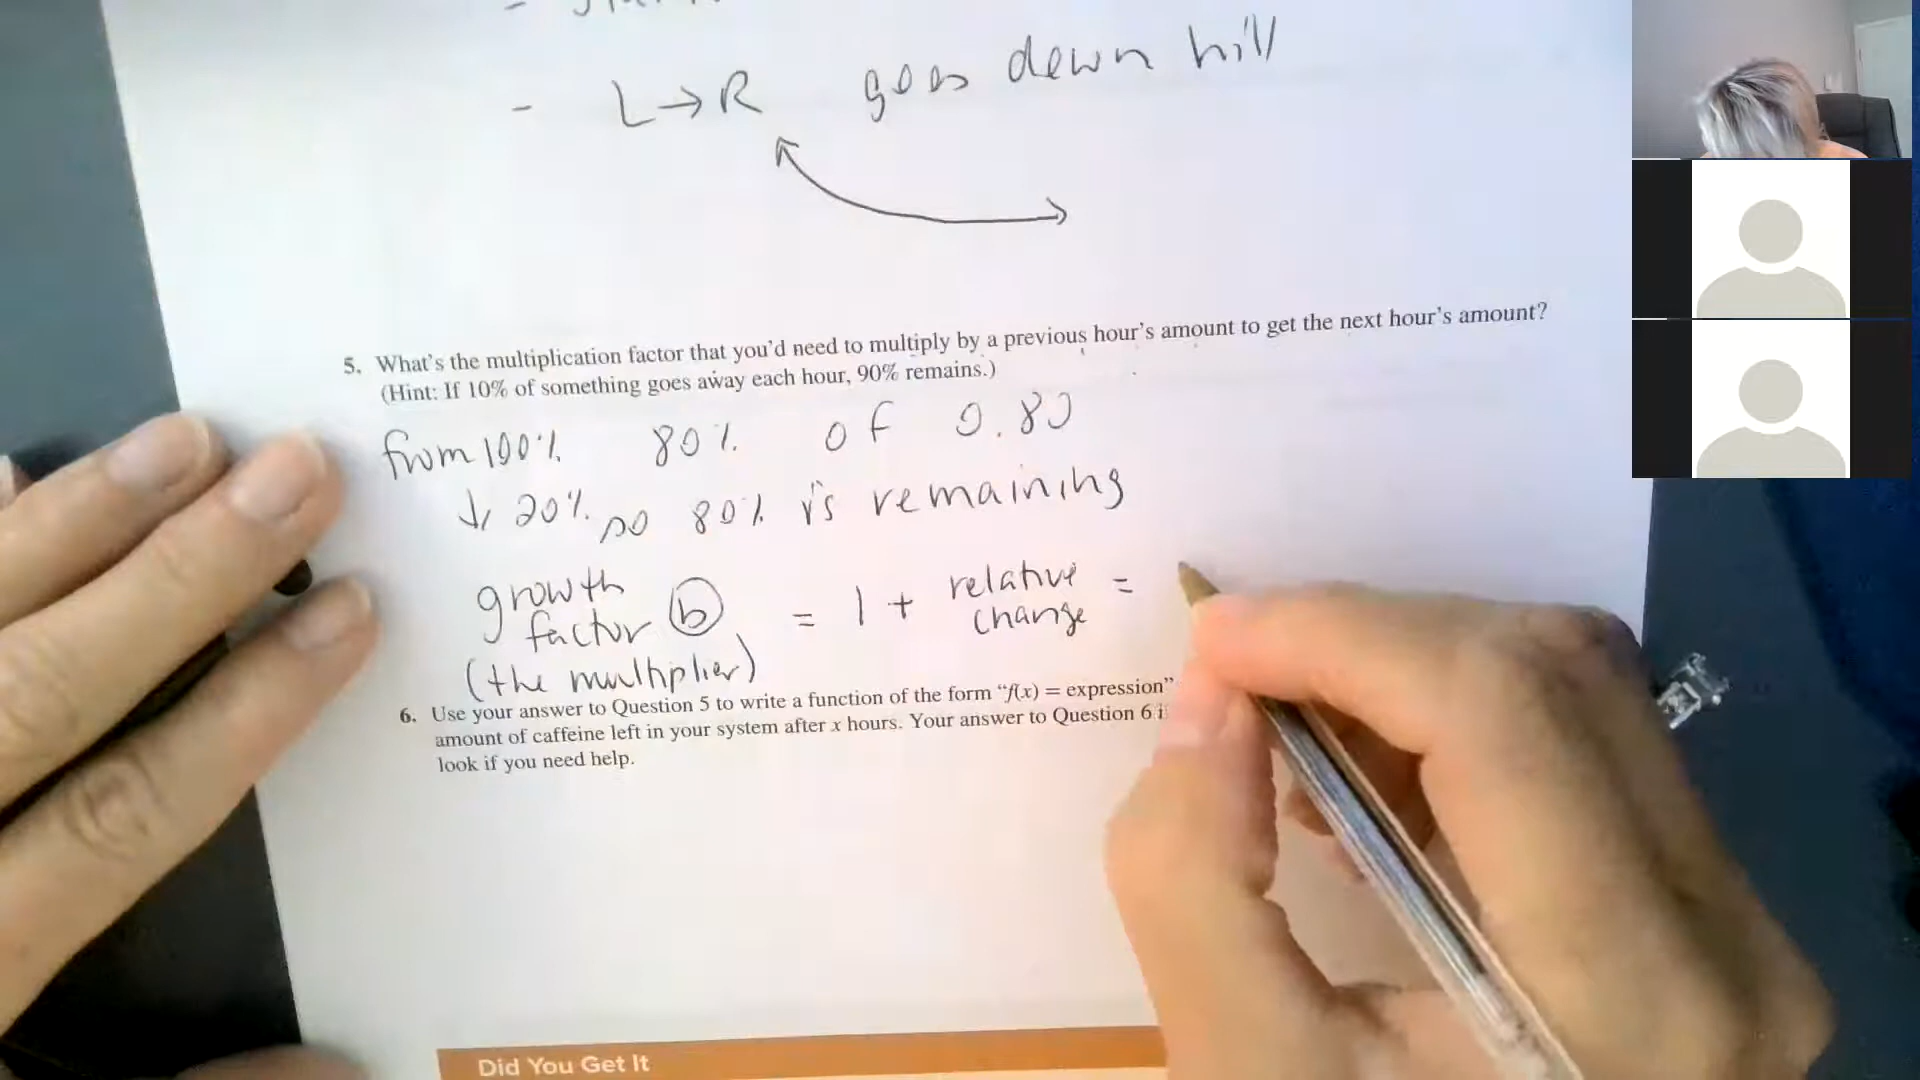 - L→R goes down hill
5. What's the multiplication factor that you'd need to multiply by a previous hour's amount to get the next hour's amount?
(Hint: If 10% of something goes away each hour, 90% remains.)
from 100% 80% of 0.80
↓ 20% so 80% is remaining
growth factor (b) = 1 + relative change =
(the multiplier)
6. Use your answer to Question 5 to write a function of the form “f(x) = expression”
amount of caffeine left in your system after x hours. Your answer to Question 6 i
look if you need help.
Did You Get It